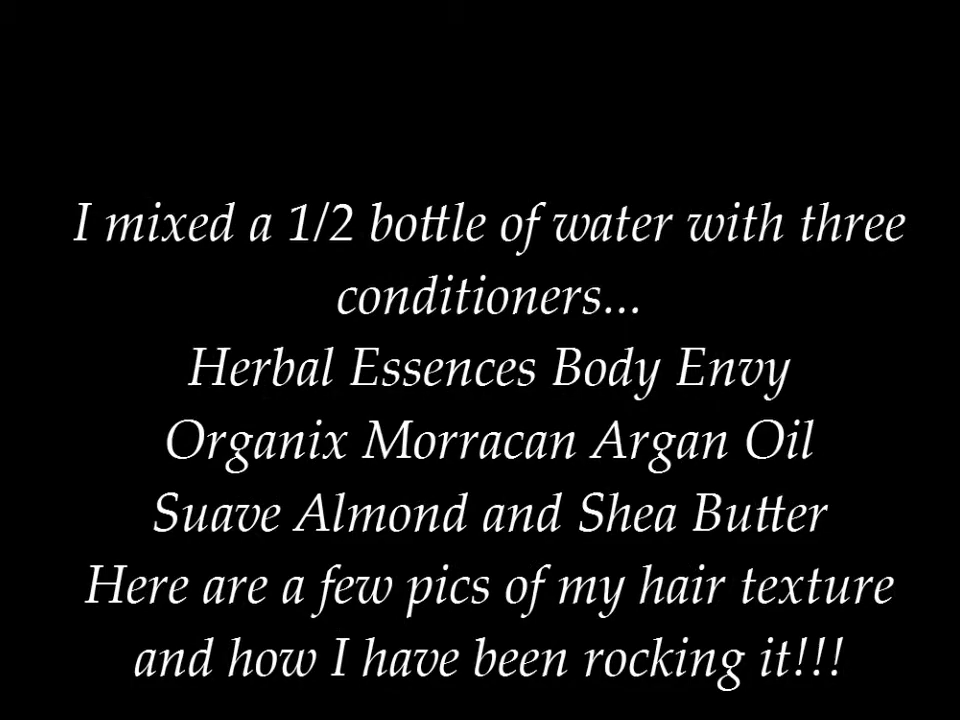 I mixed a 1/2 bottle of water with three
conditioners...
Herbal Essences Body Envy
Organix Morracan Argan Oil
Suave Almond and Shea Butter
Here are a few pics of my hair texture
and how I have been rocking it!!!